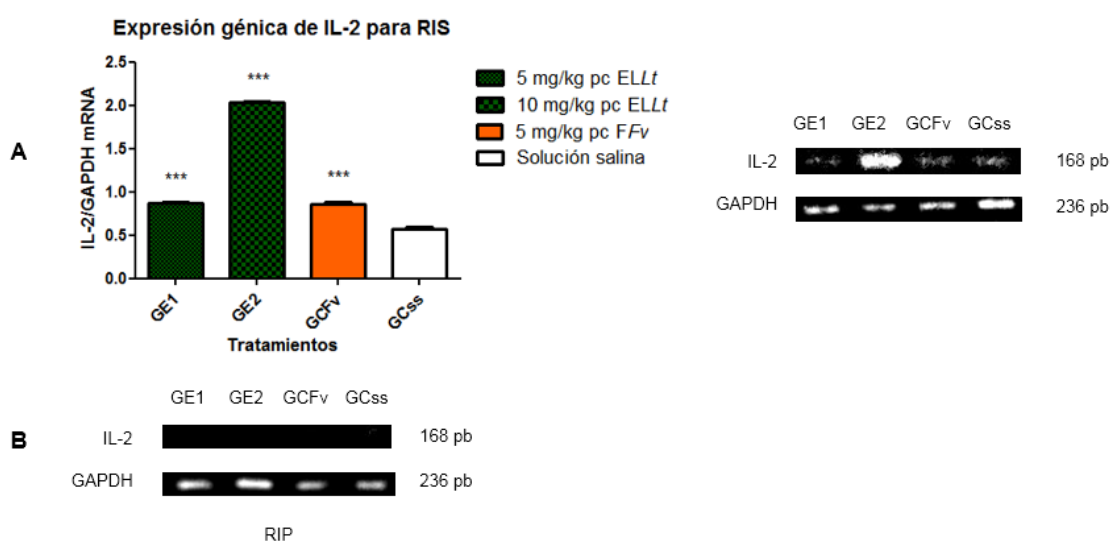 Expresión génica de IL-2 para RIS
A
IL-2/GAPDH mRNA
2.5
2.0
1.5
1.0
0.5
0.0
***
***
***
GE1
GE2
GCFv
GCss
Tratamientos
5 mg/kg pc ELLt
10 mg/kg pc ELLt
5 mg/kg pc FFv
Solución salina
GE1 GE2 GCFv GCss
IL-2 168 pb
GAPDH 236 pb
B
GE1 GE2 GCFv GCss
IL-2 168 pb
GAPDH 236 pb
RIP